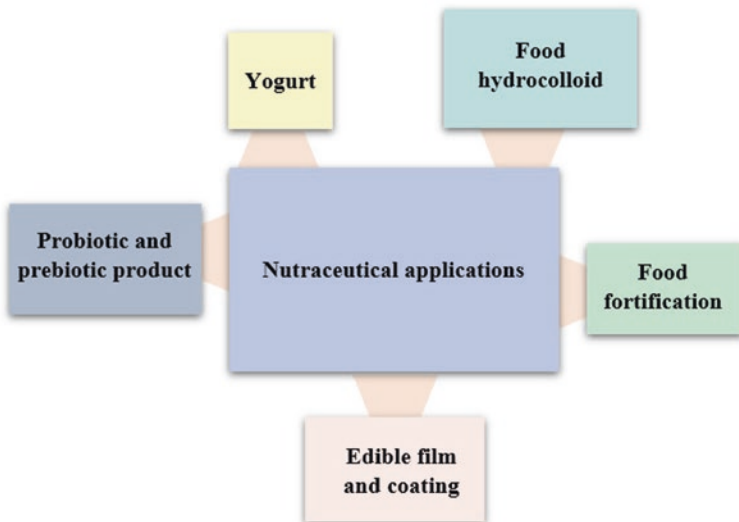 Yogurt
Food
hydrocolloid
Probiotic and
prebiotic product
Nutraceutical applications
Food
fortification
Edible film
and coating